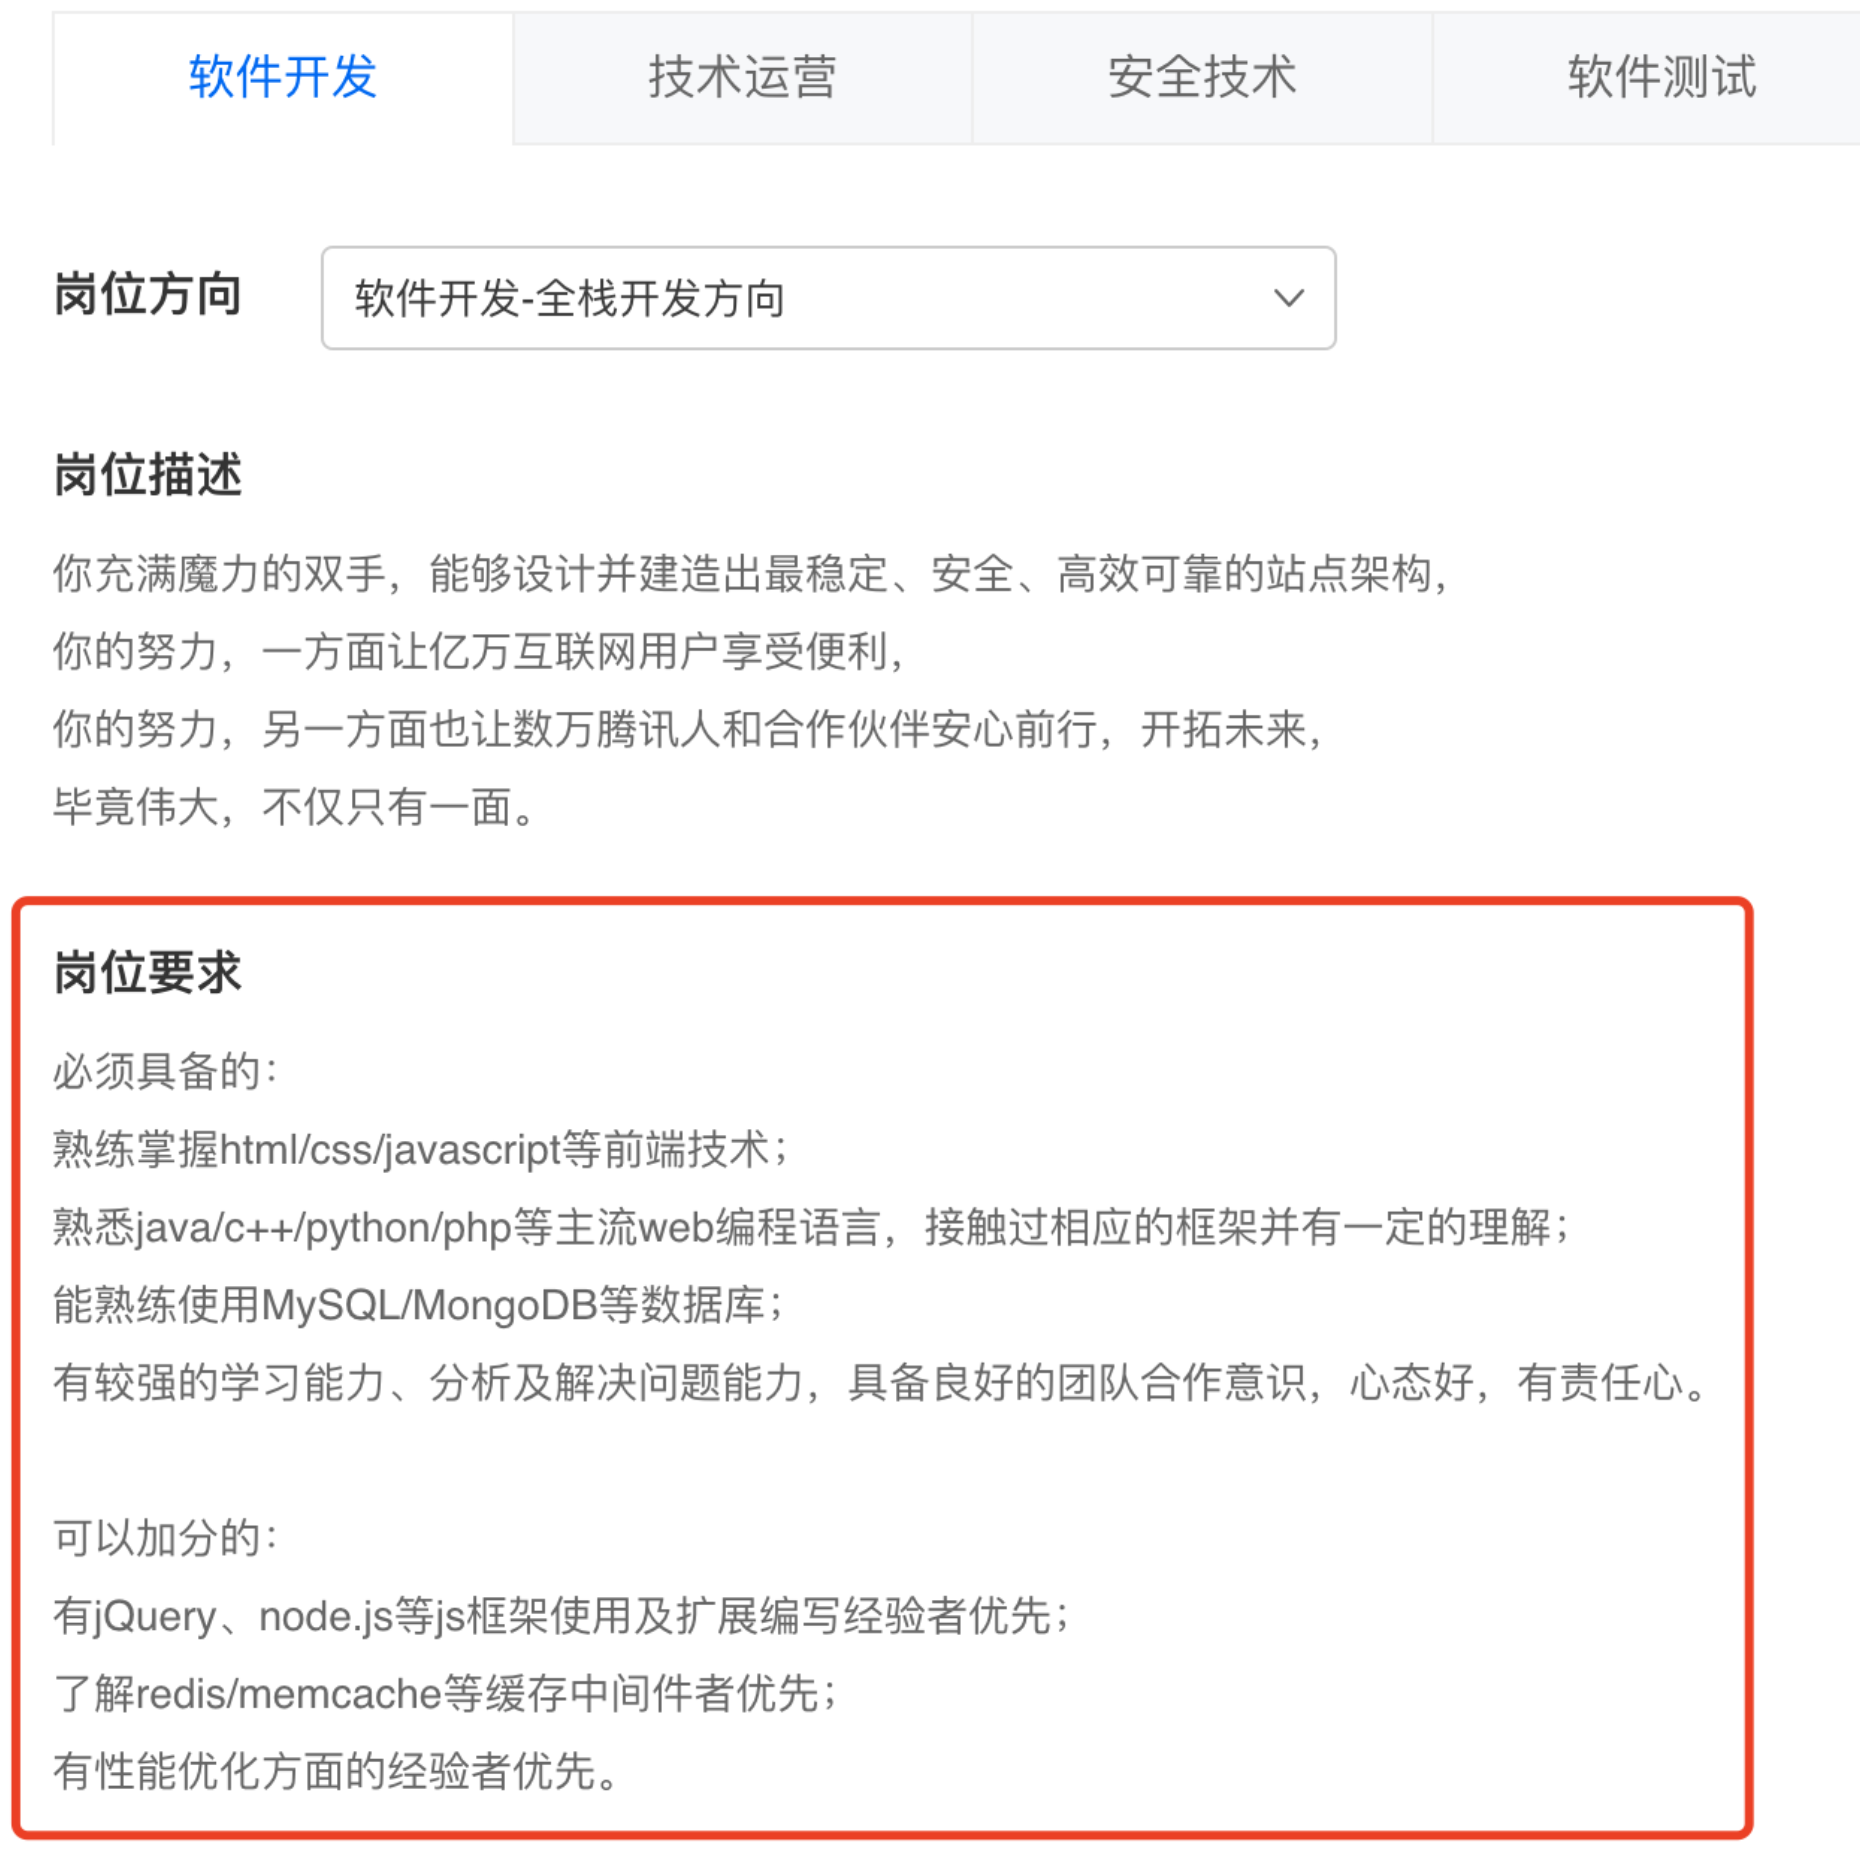 软件开发
技术运营
安全技术
软件测试
岗位方向
软件开发-全栈开发方向
岗位描述
你充满魔力的双手，能够设计并建造出最稳定、安全、高效可靠的站点架构，
你的努力，一方面让亿万互联网用户享受便利，
你的努力，另一方面也让数万腾讯人和合作伙伴安心前行，开拓未来，
毕竟伟大，不仅只有一面。
岗位要求
必须具备的：
熟练掌握html/css/javascript等前端技术；
熟悉java/c++/python/php等主流web编程语言，接触过相应的框架并有一定的理解；
能熟练使用MySQL/MongoDB等数据库；
有较强的学习能力、分析及解决问题能力，具备良好的团队合作意识，心态好，有责任心。
可以加分的：
有jQuery、node.js等js框架使用及扩展编写经验者优先；
了解redis/memcache等缓存中间件者优先；
有性能优化方面的经验者优先。